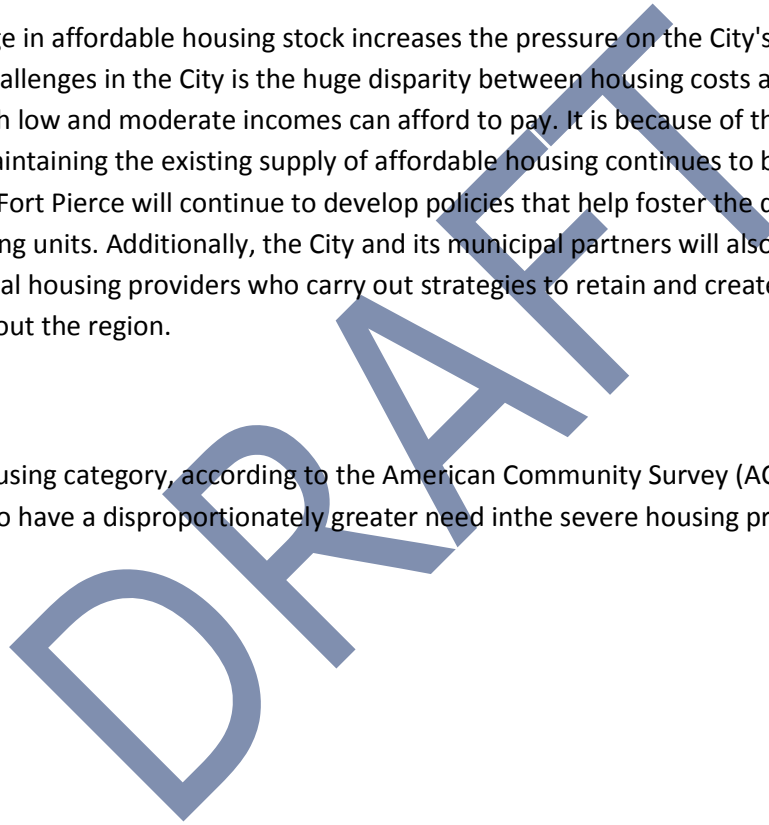 ge in affordable housing stock increases the pressure on the City's
allenges in the City is the huge disparity between housing costs a
h low and moderate incomes can afford to pay. It is because of th
aintaining the existing supply of affordable housing continues to b
Fort Pierce will continue to develop policies that help foster the
ing units. Additionally, the City and its municipal partners will also
al housing providers who carry out strategies to retain and create
out the region.
using category, according to the American Community Survey (AC
o have a disproportionately greater need inthe severe housing pr
DRAFT